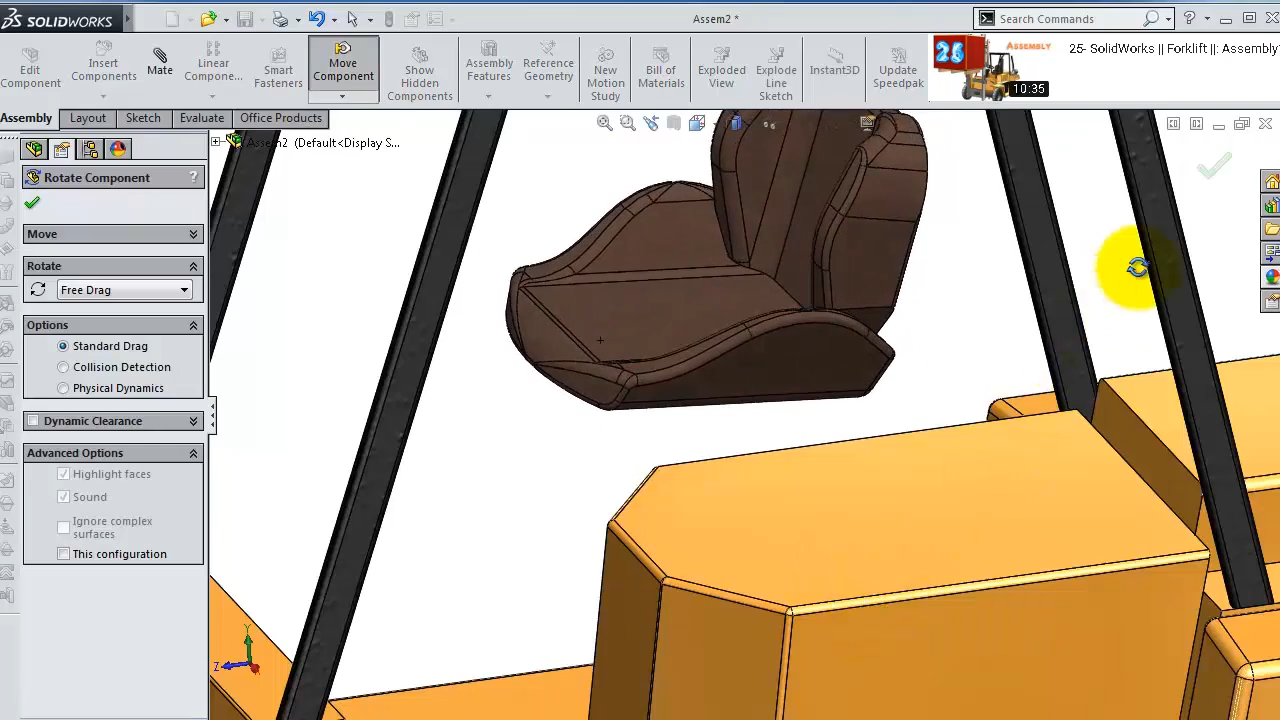 SOLIDWORKS
Assem2 *
Search Commands
?
Edit Component
Insert Components
Mate
Linear Compon...
Smart Fasteners
Move Component
Show Hidden Components
Assembly Features
Reference Geometry
New Motion Study
Bill of Materials
Exploded View
Explode Line Sketch
Instant3D
Update Speedpak
25
ASSEMBLY
25- SolidWorks || Forklift ||: Assembly
10:35
Assembly
Layout
Sketch
Evaluate
Office Products
Assem2 (Default<Display S...
Rotate Component
?
Move
Rotate
Free Drag
Options
Standard Drag
Collision Detection
Physical Dynamics
Dynamic Clearance
Advanced Options
Highlight faces
Sound
Ignore complex
surfaces
This configuration
Y
Z